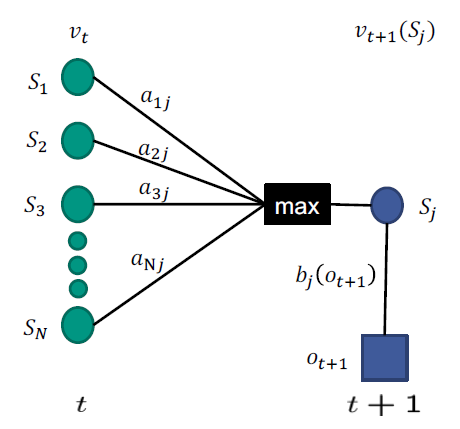 v_t v_{t+1}(S_j)
S_1
a_{1j}
S_2
a_{2j}
a_{3j}
S_3 max S_j
a_{Nj}
b_j(o_{t+1})
S_N
o_{t+1}
t t + 1